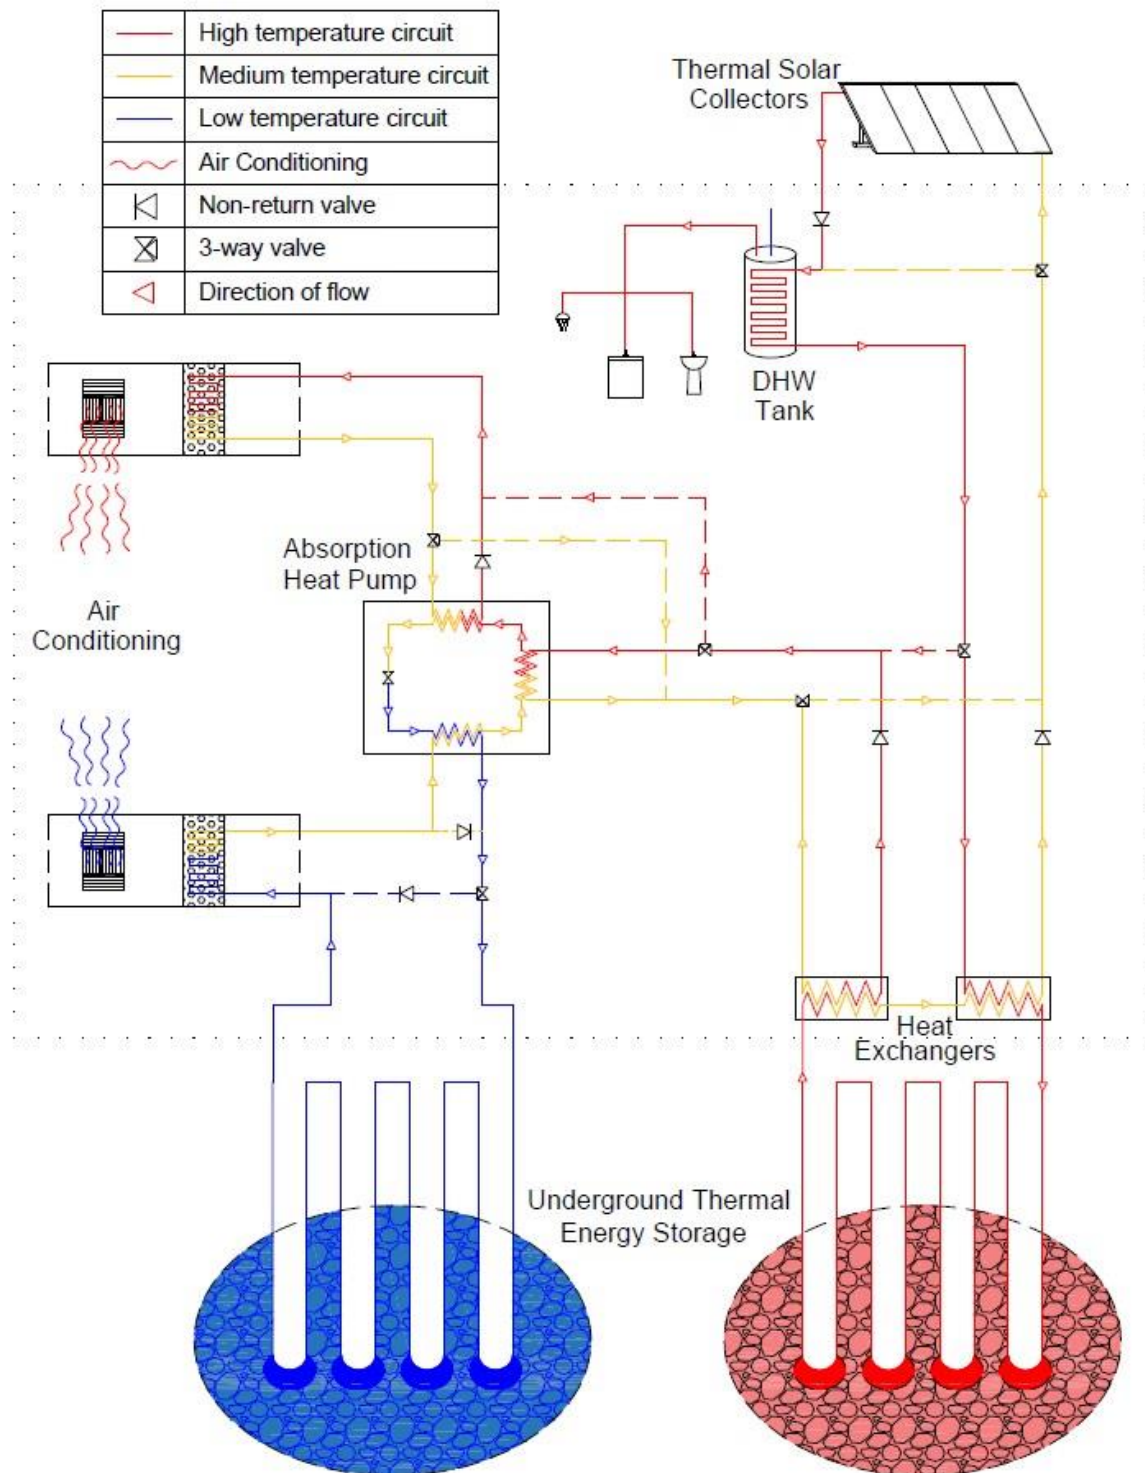 High temperature circuit
Medium temperature circuit
Low temperature circuit
Air Conditioning
Non-return valve
3-way valve
Direction of flow
Thermal Solar
Collectors
DHW
Tank
Absorption
Heat Pump
Air
Conditioning
Heat
Exchangers
Underground Thermal
Energy Storage